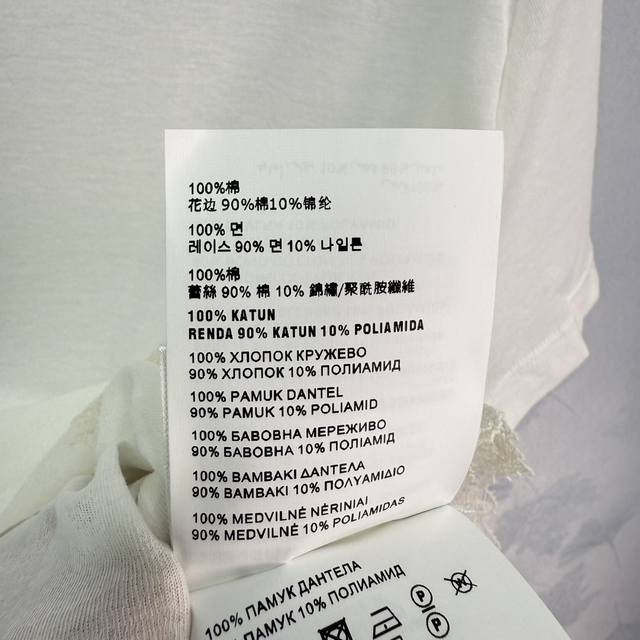 100%棉
花边 90%棉10%锦纶
100% 면
레이스 90% 면 10% 나일론
100%棉
蕾絲 90% 棉 10% 錦纖/聚酰胺纖維
100% KATUN
RENDA 90% KATUN 10% POLIAMIDA
100% ХЛОПОК КРУЖЕВО
90% ХЛОПОК 10% ПОЛИАМИД
100% PAMUK DANTEL
90% PAMUK 10% POLIAMID
100% БАВОВНА МЕРЕЖИВО
90% БАВОВНА 10% ПОЛІАМІД
100% ΒΑΜΒΑΚΙ ΔΑΝΤΕΛΑ
90% ΒΑΜΒΑΚΙ 10% ΠΟΛΥΑΜΙΔΙΟ
100% MEDVILNĖ NĖRINIAI
90% MEDVILNĖ 10% POLIAMIDAS
100% ПАМУК ДАНТЕЛА
90% ПАМУК 10% ПОЛИАМИД
P
P